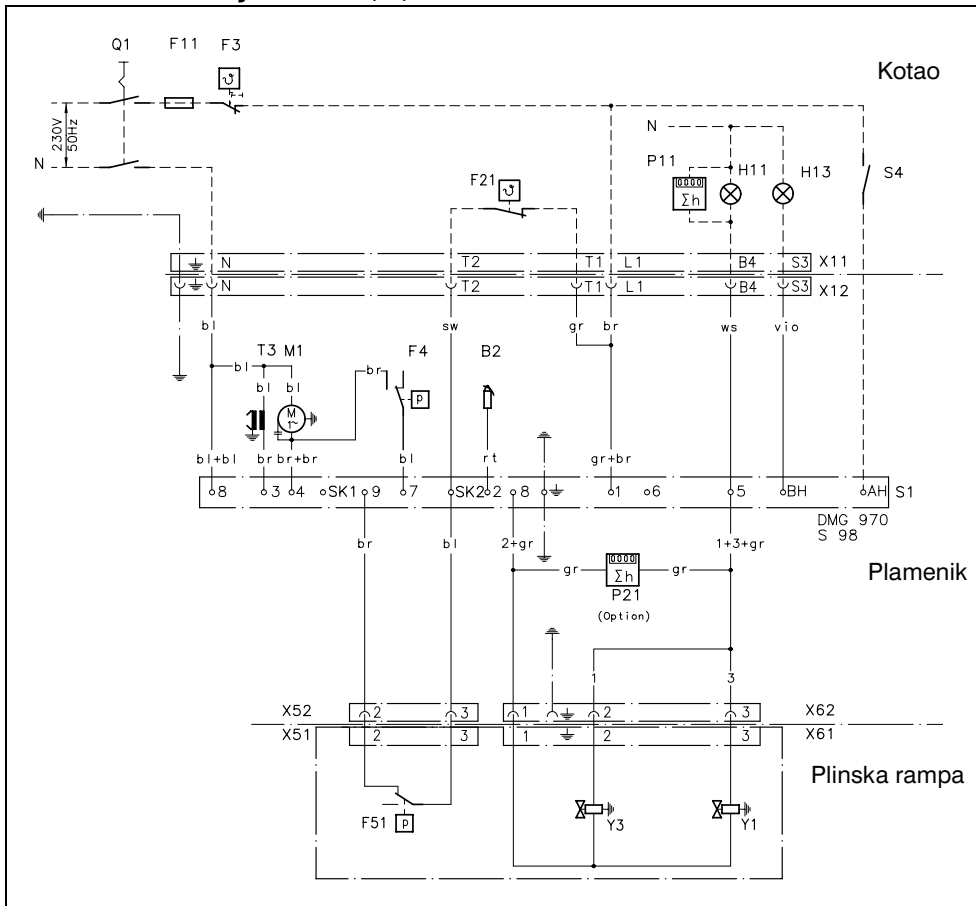 Q1 F11 F3
Kotao
230V
50Hz
N
N
P11 H11 H13 S4
0000
Σh
F21
ϑ
ϑ
N T2 T1 L1 B4 S3 X11
N T2 T1 L1 B4 S3 X12
bl sw gr br ws vio
T3 M1 F4 B2
bl br
bl bl
M
1~
p
bl+bl br br+br bl rt gr+br
8 3 4 SK1 9 7 SK2 2 8 1 6 5 BH AH S1
DMG 970
S 98
br bl 2+gr 1+3+gr
Plamenik
gr 0000 gr
Σh
P21
(Option)
1 3
X52 2 3 1 2 3 X62
X51 2 3 1 2 3 X61
Plinska rampa
F51 p Y3 Y1